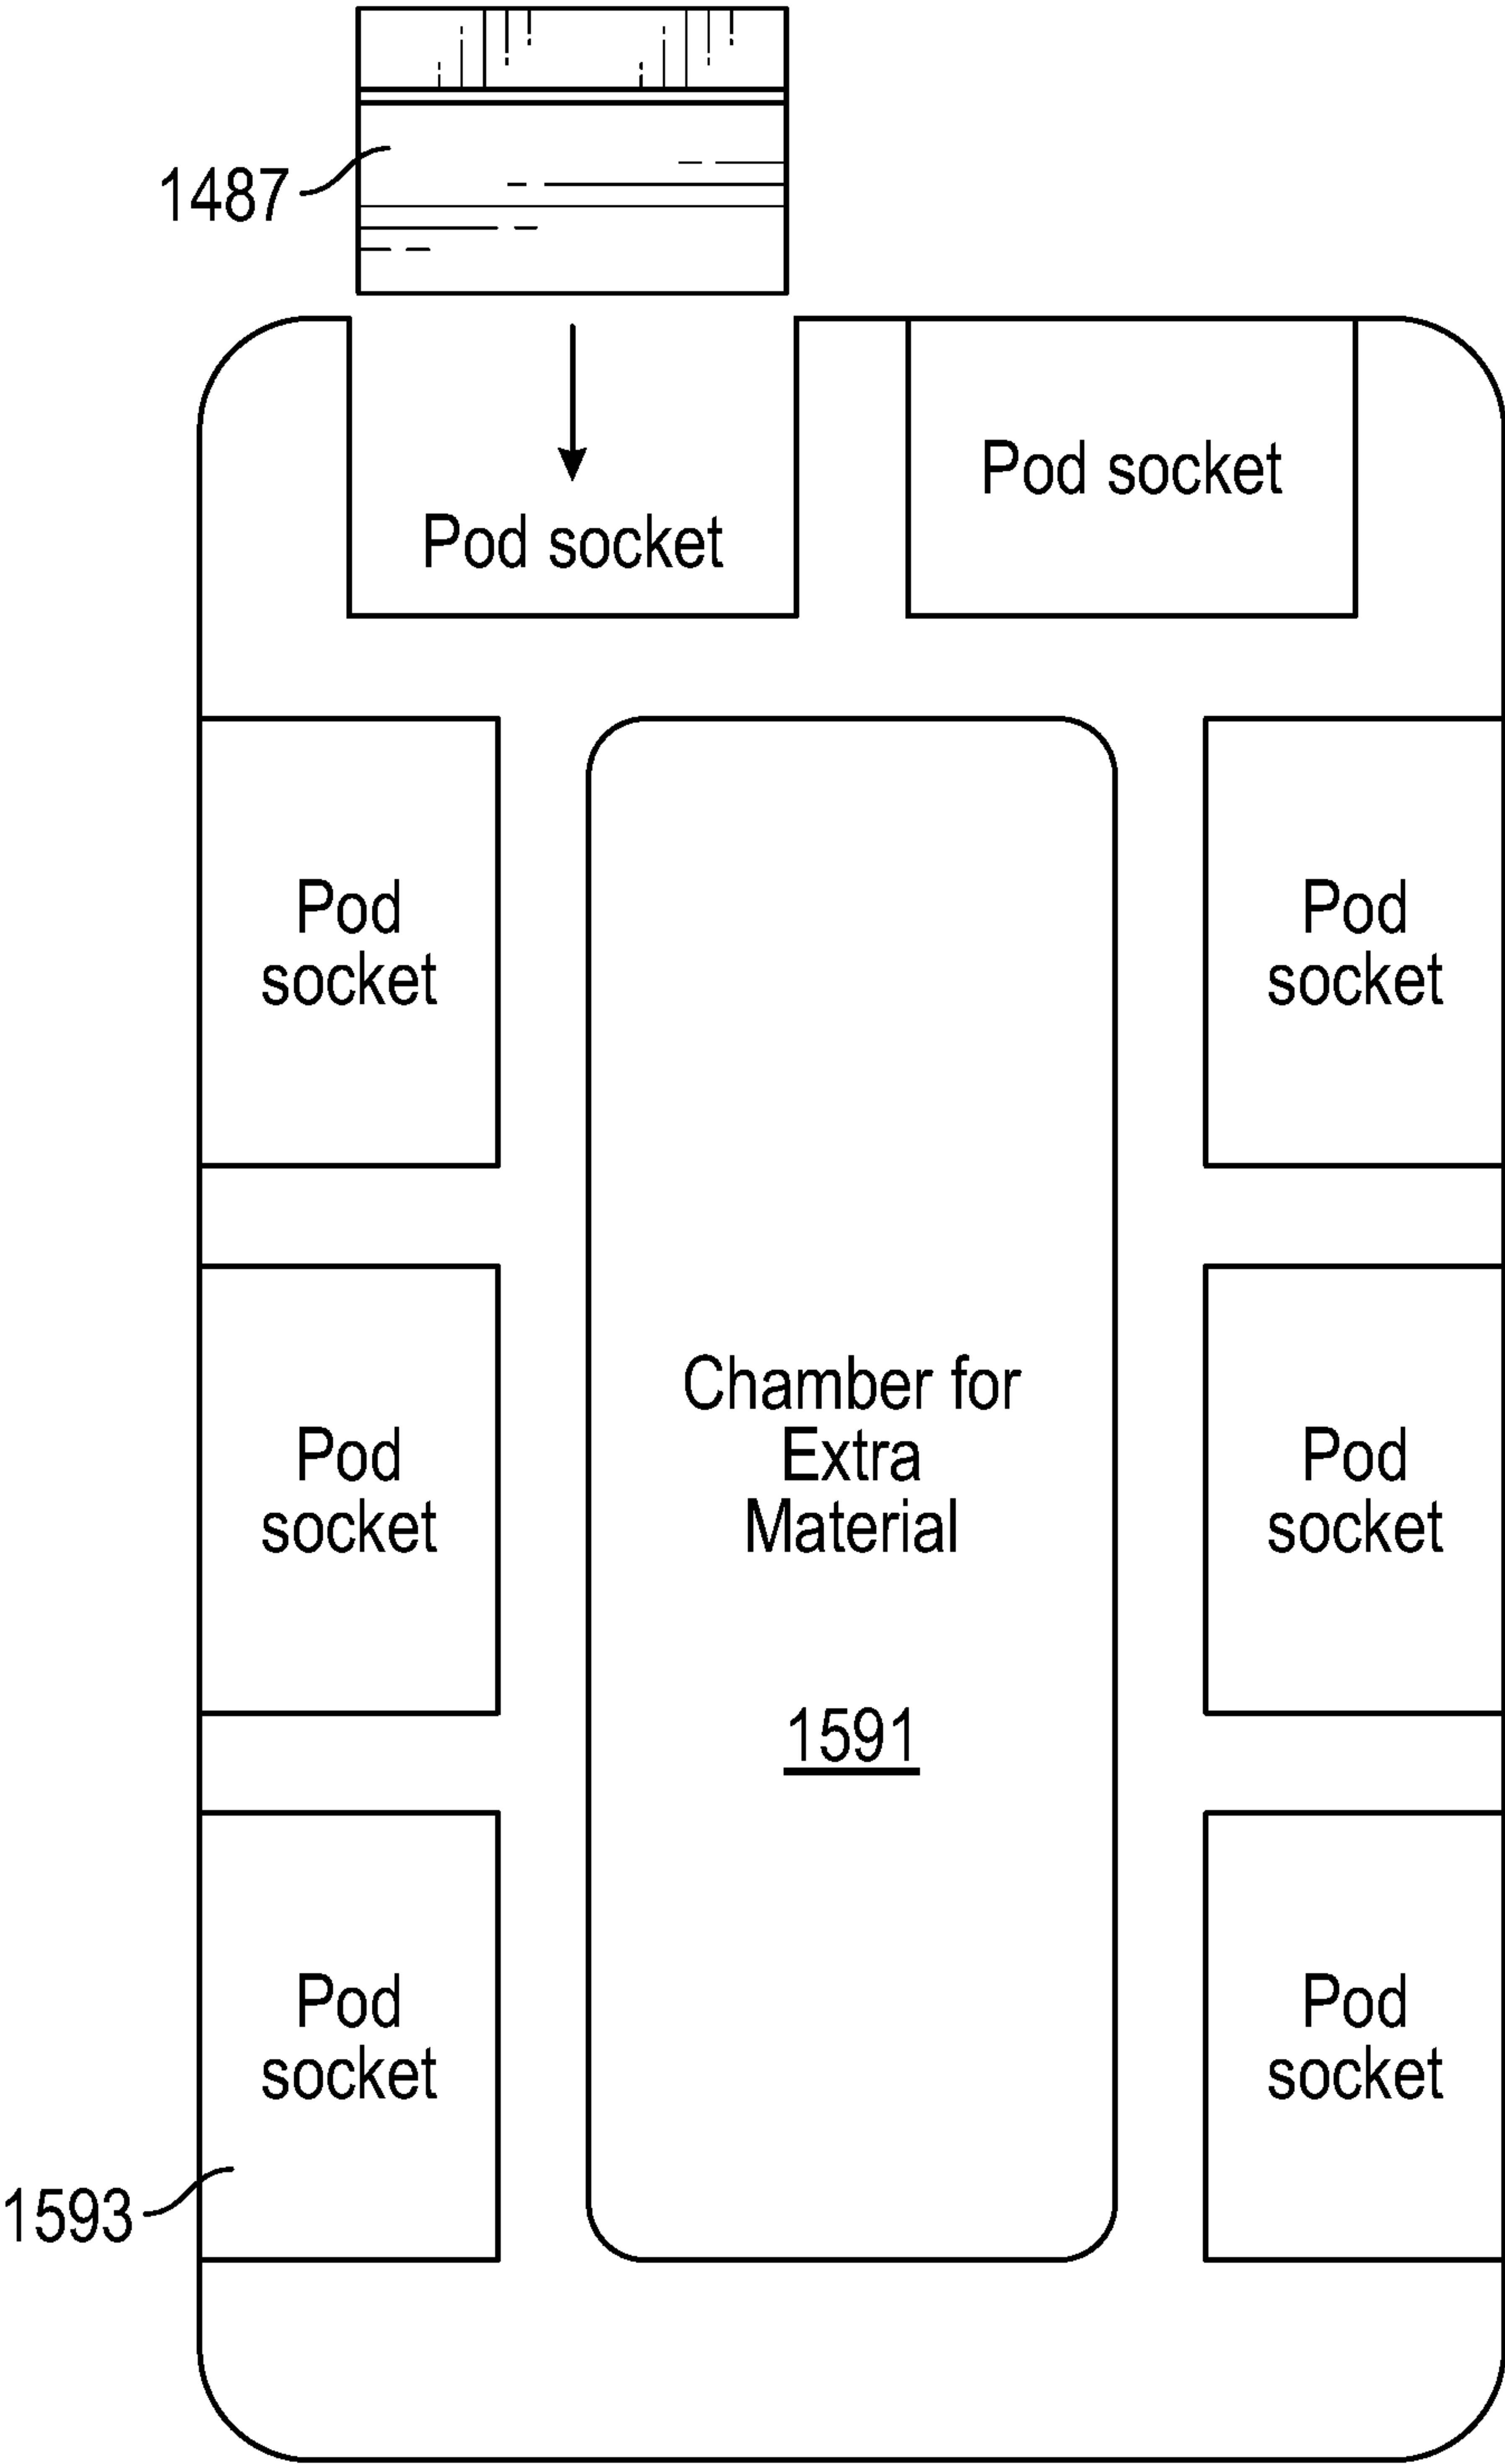 1487
Pod socket
Pod socket
Pod
socket
Pod
socket
Pod
socket
Chamber for
Extra
Material
1591
Pod
socket
Pod
socket
Pod
socket
1593